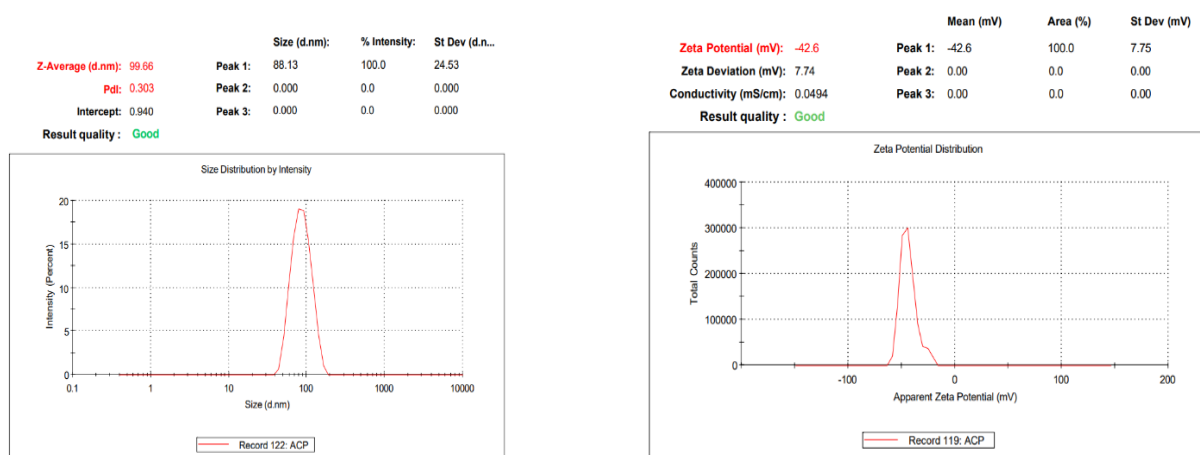 Size (d.nm): % Intensity: St Dev (d.n...
Z-Average (d.nm): 99.66 Peak 1: 88.13 100.0 24.53
PdI: 0.303 Peak 2: 0.000 0.0 0.000
Intercept: 0.940 Peak 3: 0.000 0.0 0.000
Result quality : Good
Size Distribution by Intensity
Intensity (Percent)
20
15
10
5
0
0.1 1 10 100 1000 10000
Size (d.nm)
Record 122: ACP
Mean (mV) Area (%) St Dev (mV)
Zeta Potential (mV): -42.6 Peak 1: -42.6 100.0 7.75
Zeta Deviation (mV): 7.74 Peak 2: 0.00 0.0 0.00
Conductivity (mS/cm): 0.0494 Peak 3: 0.00 0.0 0.00
Result quality : Good
Zeta Potential Distribution
Total Counts
400000
300000
200000
100000
0
-100 0 100 200
Apparent Zeta Potential (mV)
Record 119: ACP